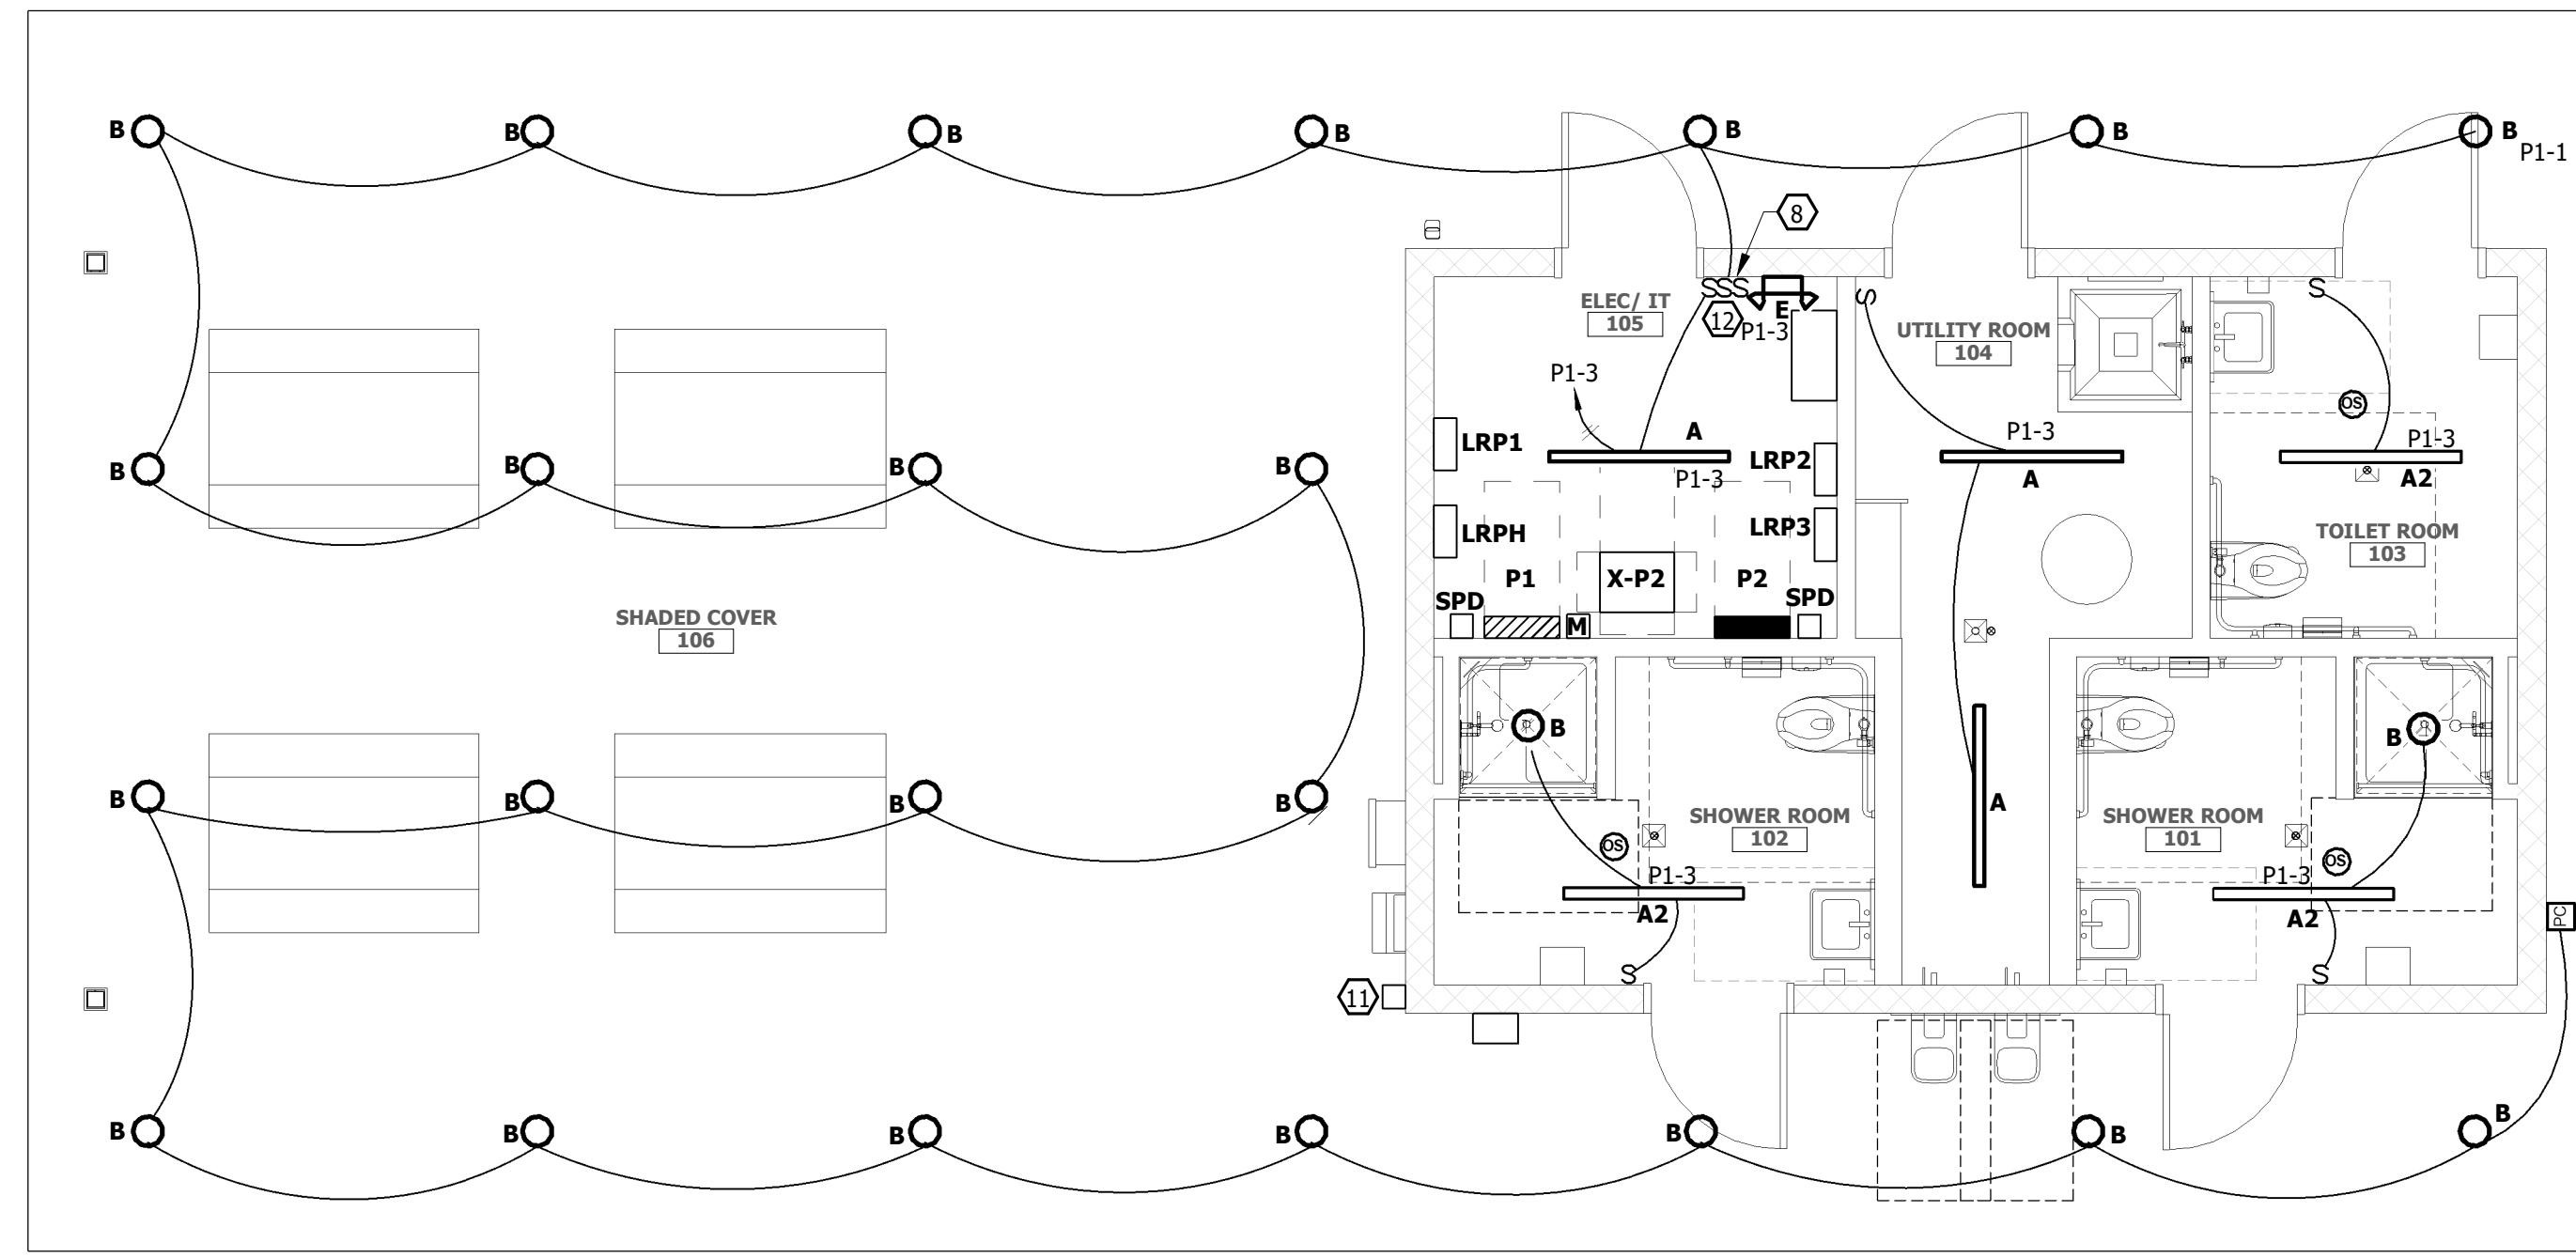 B B B B B B B
P1-1
8
SSS
12
E
P1-3
S
S
ELEC/ IT
105
UTILITY ROOM
104
P1-3
OS
A
P1-3
P1-3
LRP1
LRP2
P1-3
A
A2
B B B B
LRPH
LRP3
TOILET ROOM
103
P1
X-P2
P2
SPD
SPD
M
SHADED COVER
106
B
B
B B B B
A
SHOWER ROOM
102
SHOWER ROOM
101
OS
OS
P1-3
P1-3
A2
A2
PC
S
S
11
B B B B B B B